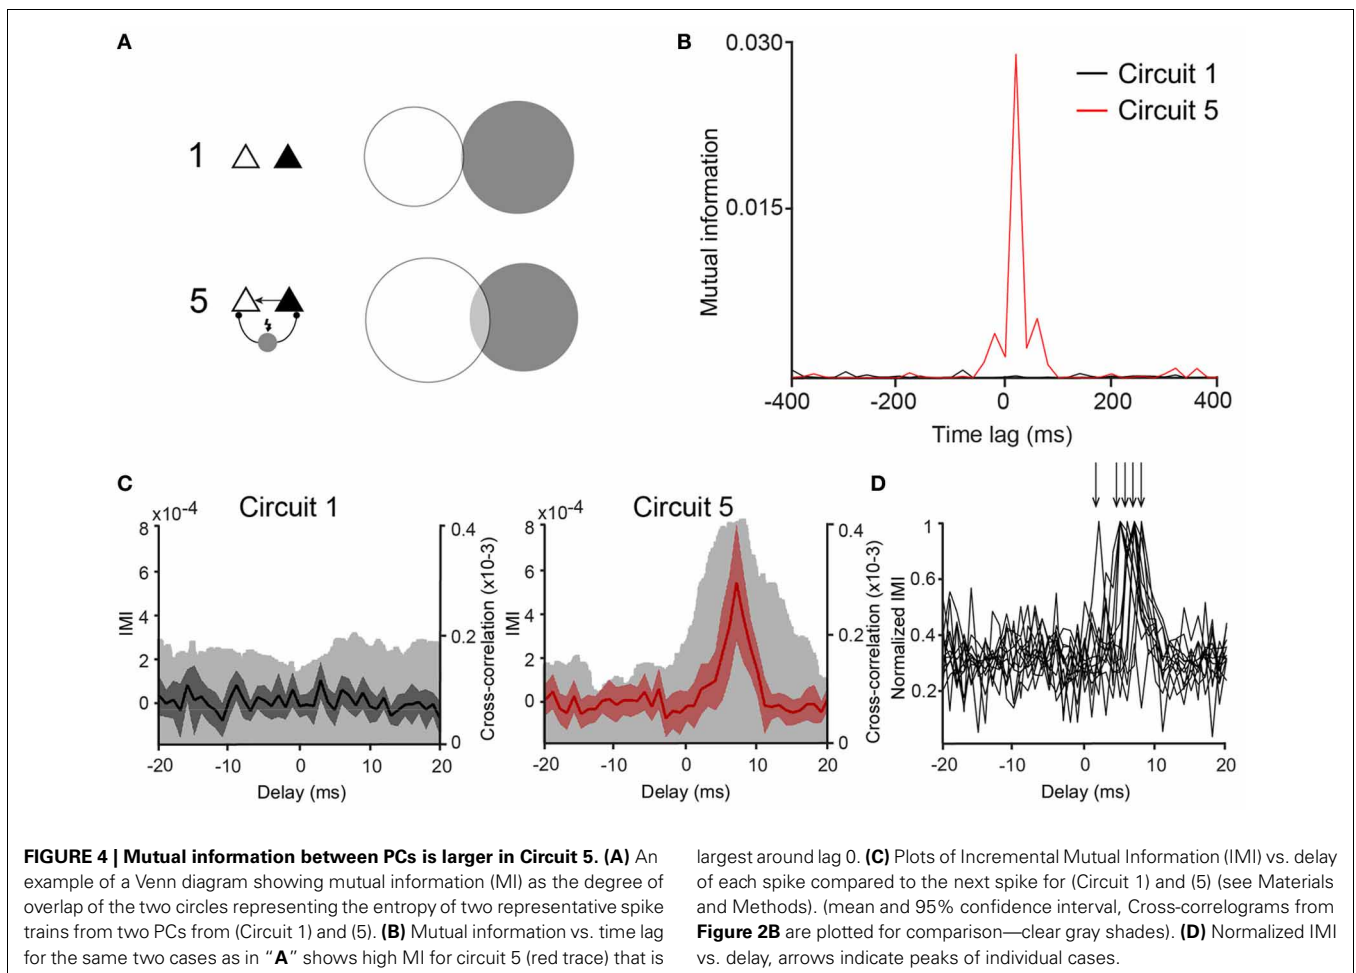 A
1
5
B
0.030
0.015
Mutual information
Circuit 1
Circuit 5
-400
-200
0
200
400
Time lag (ms)
C
x10-4
Circuit 1
8
6
4
2
0
IMI
0.4
0.2
0
Cross-correlation (x10-3)
-20
-10
0
10
20
Delay (ms)
x10-4
Circuit 5
8
6
4
2
0
IMI
0.4
0.2
0
Cross-correlation (x10-3)
-20
-10
0
10
20
Delay (ms)
D
1
0.6
0.4
0.2
Normalized IMI
-20
-10
0
10
20
Delay (ms)
FIGURE 4 | Mutual information between PCs is larger in Circuit 5. (A) An
example of a Venn diagram showing mutual information (MI) as the degree of
overlap of the two circles representing the entropy of two representative spike
trains from two PCs from (Circuit 1) and (5). (B) Mutual information vs. time lag
for the same two cases as in “A” shows high MI for circuit 5 (red trace) that is
largest around lag 0. (C) Plots of Incremental Mutual Information (IMI) vs. delay
of each spike compared to the next spike for (Circuit 1) and (5) (see Materials
and Methods). (mean and 95% confidence interval, Cross-correlograms from
Figure 2B are plotted for comparison—clear gray shades). (D) Normalized IMI
vs. delay, arrows indicate peaks of individual cases.